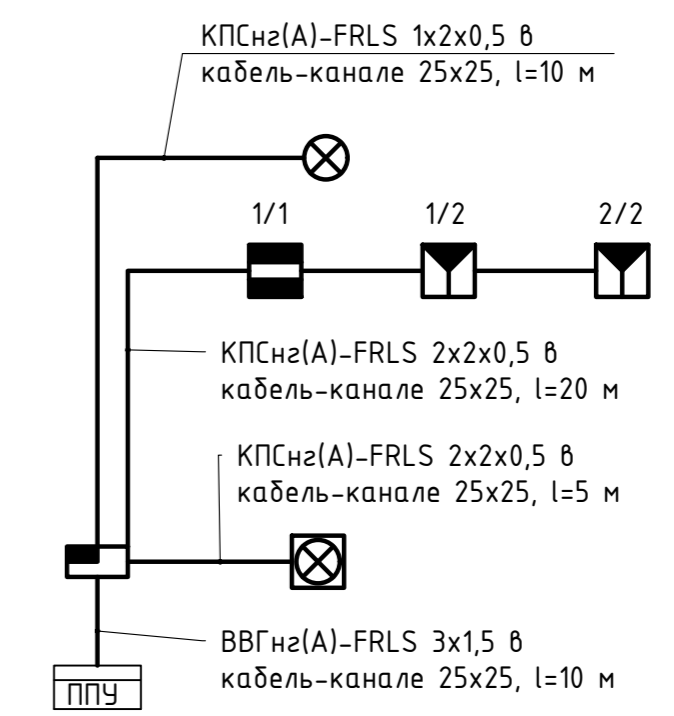 КПСнг(А)-FRLS 1х2х0,5 в
кабель-канале 25х25, l=10 м
1/1 1/2 2/2
КПСнг(А)-FRLS 2х2х0,5 в
кабель-канале 25х25, l=20 м
КПСнг(А)-FRLS 2х2х0,5 в
кабель-канале 25х25, l=5 м
ВВГнг(А)-FRLS 3х1,5 в
кабель-канале 25х25, l=10 м
ППУ